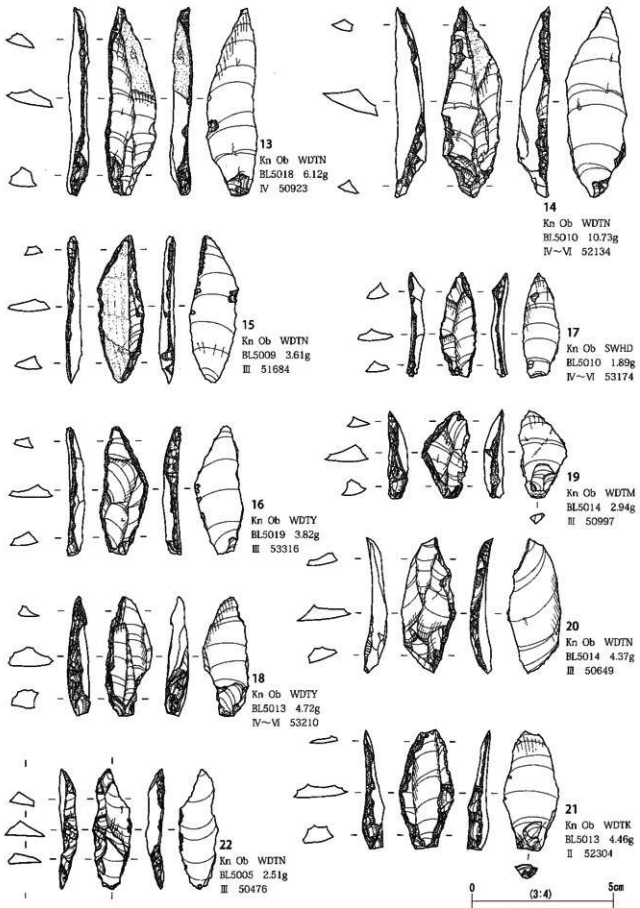 13
Kn Ob WDTN
BL5018 6.12g
IV 50923
14
Kn Ob WDTN
BL5010 10.73g
IV～VI 52134
15
Kn Ob WDTN
BL5009 3.61g
III 51684
17
Kn Ob SWHD
BL5010 1.89g
IV～VI 53174
16
Kn Ob WDTY
BL5019 3.82g
III 53316
19
Kn Ob WDTM
BL5014 2.94g
III 50997
18
Kn Ob WDTY
BL5013 4.72g
IV～VI 53210
20
Kn Ob WDTN
BL5014 4.37g
III 50649
22
Kn Ob WDTN
BL5005 2.51g
III 50476
21
Kn Ob WDTK
BL5013 4.46g
II 52304
0 (3:4) 5cm